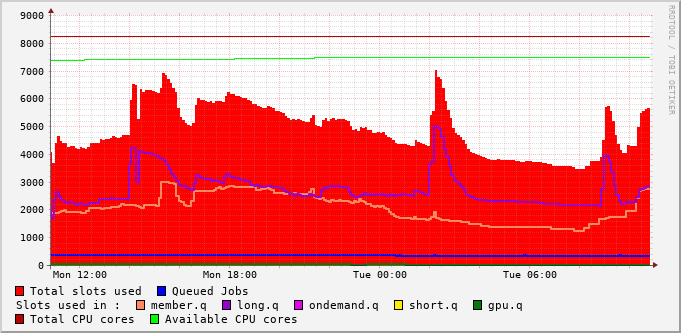 RRDTOOL / TOBI OETIKER
9000
8000
7000
6000
5000
4000
3000
2000
1000
0
Mon 12:00 Mon 18:00 Tue 00:00 Tue 06:00
Total slots used Queued Jobs
Slots used in : member.q long.q ondemand.q short.q gpu.q
Total CPU cores Available CPU cores